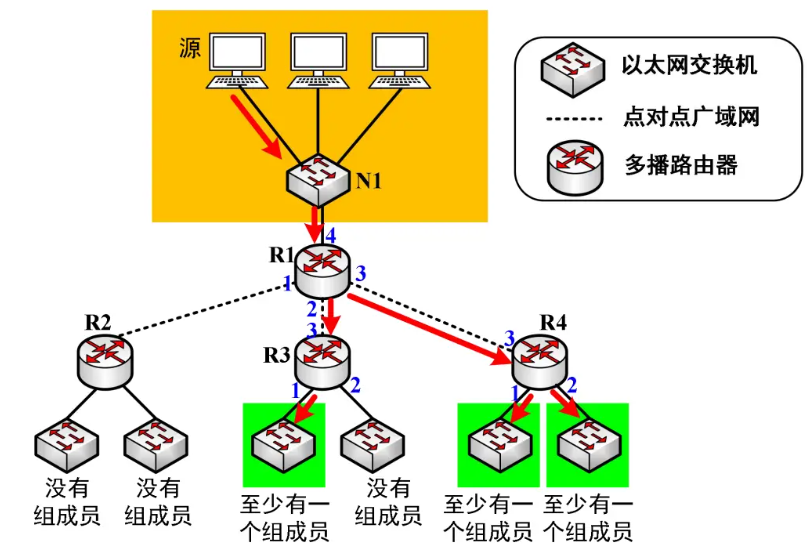 源
以太网交换机
点对点广域网
多播路由器
N1
4
R1
1
3
2
R2
3
R3
1
2
R4
3
1
2
没有
组成员
没有
组成员
至少有一
个组成员
没有
组成员
至少有一
个组成员
至少有一
个组成员